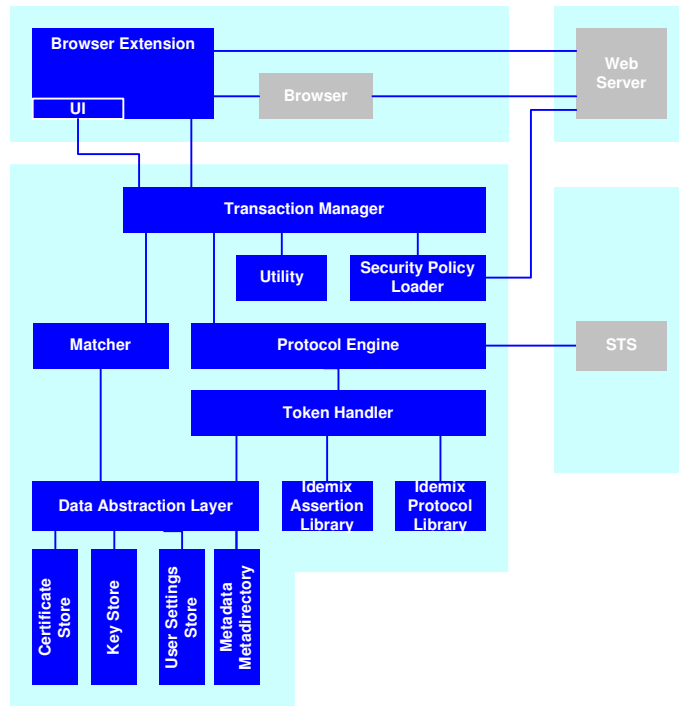 Browser Extension
UI
Browser
Web
Server
Transaction Manager
Utility
Security Policy
Loader
Matcher
Protocol Engine
STS
Token Handler
Data Abstraction Layer
Idemix
Assertion
Library
Idemix
Protocol
Library
Certificate
Store
Key Store
User Settings
Store
Metadata
Metadirectory